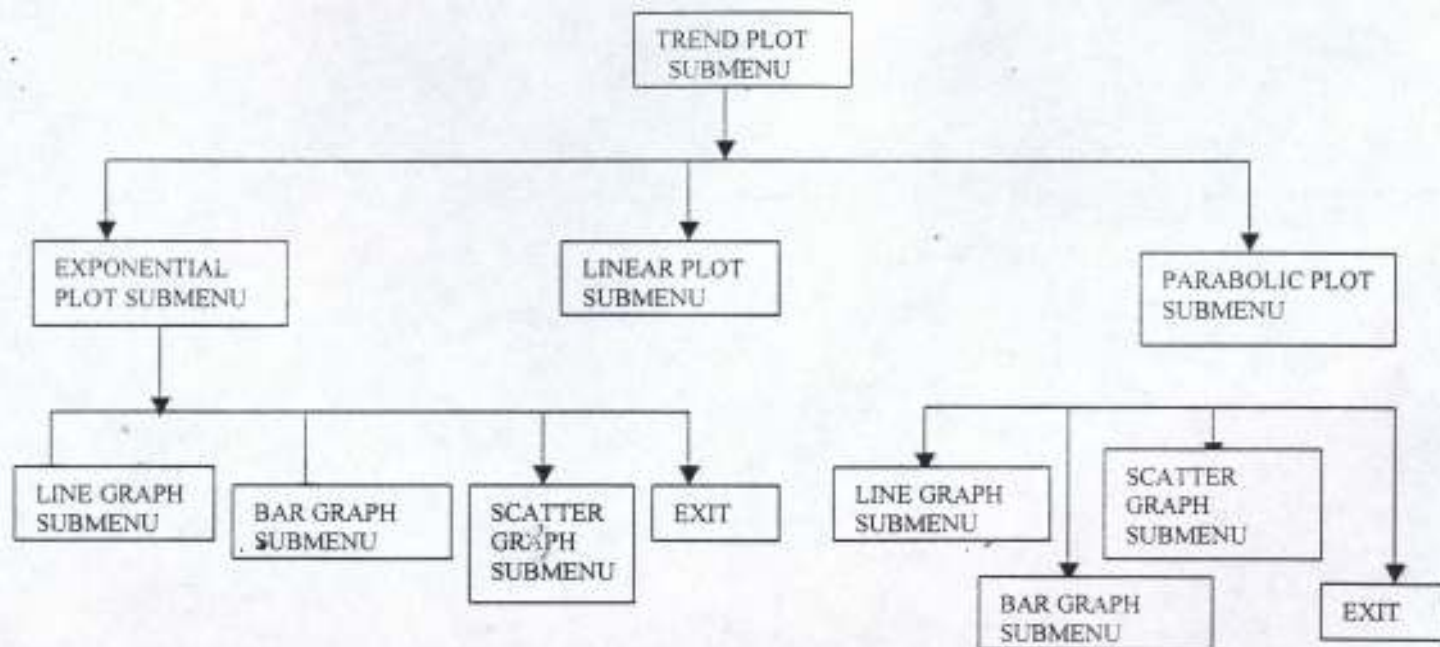 TREND PLOT
SUBMENU
EXPONENTIAL
PLOT SUBMENU
LINEAR PLOT
SUBMENU
PARABOLIC PLOT
SUBMENU
LINE GRAPH
SUBMENU
BAR GRAPH
SUBMENU
SCATTER
GRAPH
SUBMENU
EXIT
LINE GRAPH
SUBMENU
SCATTER
GRAPH
SUBMENU
BAR GRAPH
SUBMENU
EXIT